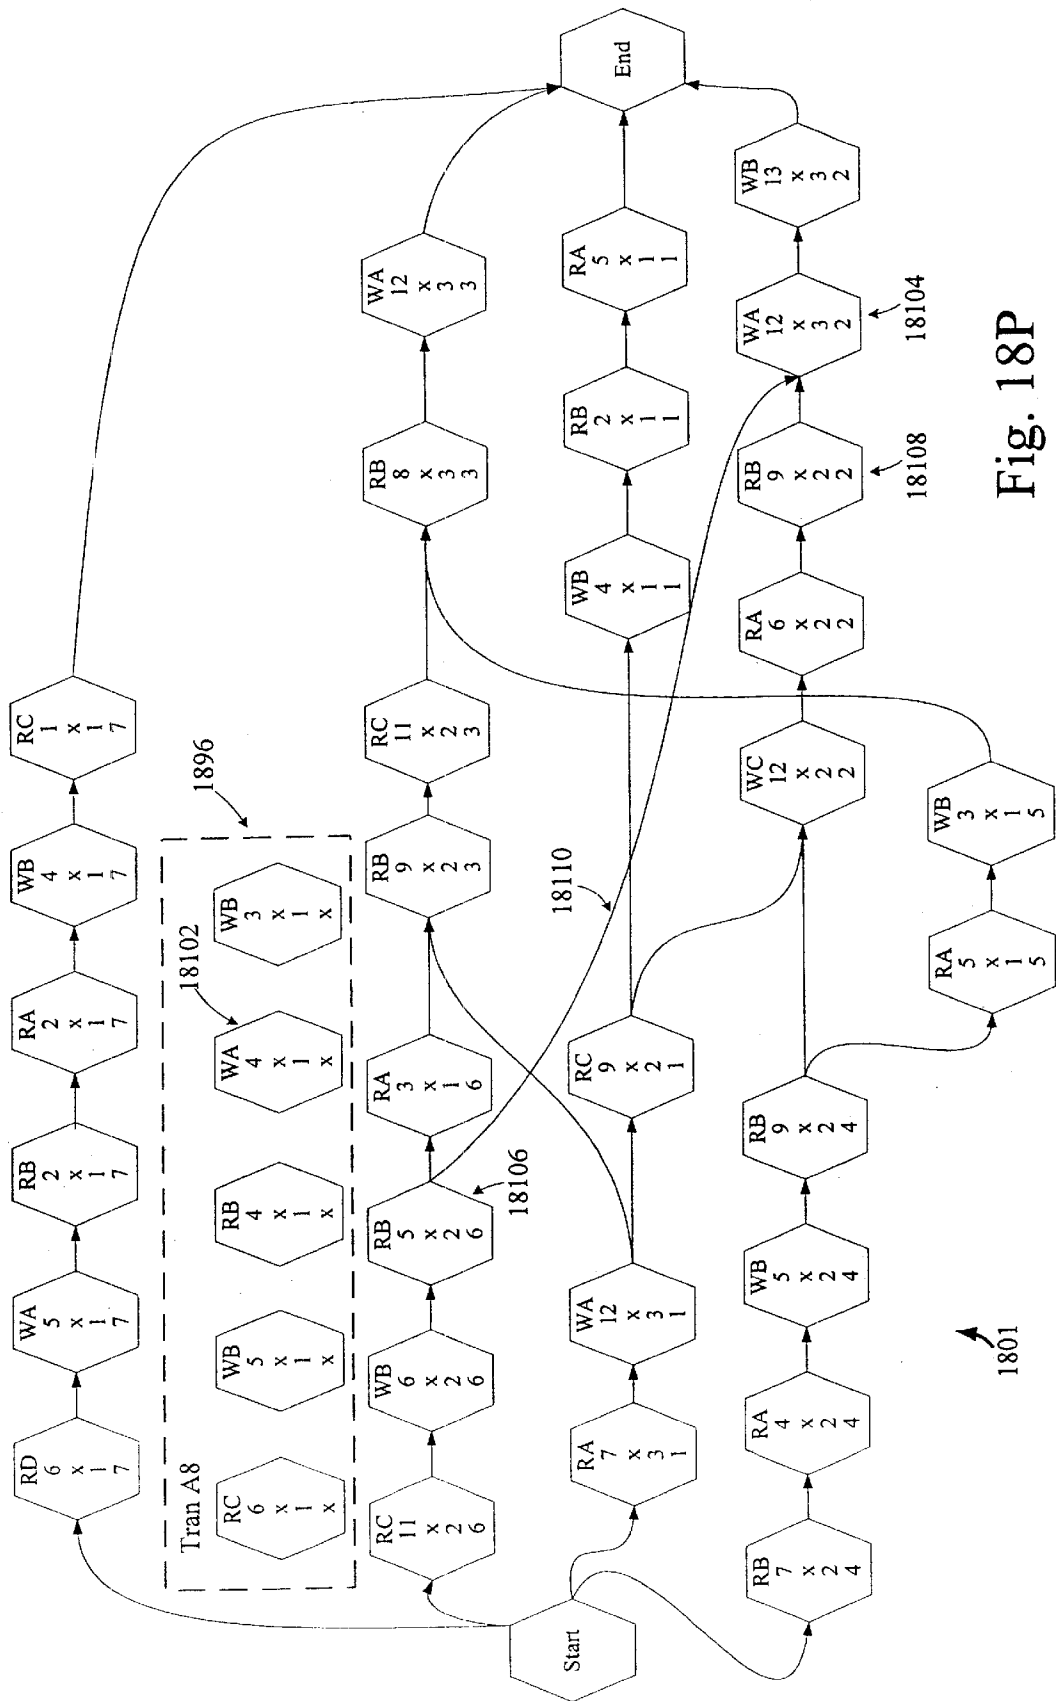 RD
6
x
1
7
WA
5
x
1
7
RB
2
x
1
7
RA
2
x
1
7
WB
4
x
1
7
RC
1
x
1
7
Tran A8
18102
1896
RC
6
x
1
x
WB
5
x
1
x
RB
4
x
1
x
WA
4
x
1
x
WB
3
x
1
x
RC
11
x
2
6
WB
6
x
2
6
RB
5
x
2
6
RA
3
x
1
6
RB
9
x
2
3
RC
11
x
2
3
RB
8
x
3
3
WA
12
x
3
3
18106
18110
Start
RA
7
x
3
1
WA
12
x
3
1
RC
9
x
2
1
WB
4
x
1
1
RB
2
x
1
1
RA
5
x
1
1
End
RB
7
x
2
4
RA
4
x
2
4
WB
5
x
2
4
RB
9
x
2
4
WC
12
x
2
2
RA
6
x
2
2
RB
9
x
2
2
WA
12
x
3
2
WB
13
x
3
2
18108
18104
RA
5
x
1
5
WB
3
x
1
5
1801
Fig. 18P